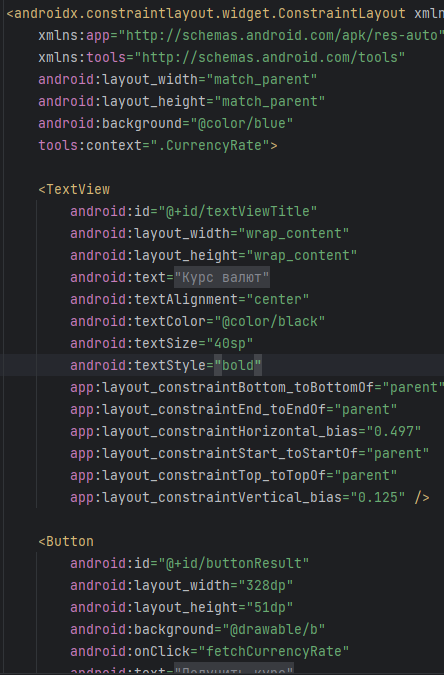 <androidx.constraintlayout.widget.ConstraintLayout
xmlns:app="http://schemas.android.com/apk/res-auto"
xmlns:tools="http://schemas.android.com/tools"
android:layout_width="match_parent"
android:layout_height="match_parent"
android:background="@color/blue"
tools:context=".CurrencyRate">
<TextView
android:id="@+id/textViewTitle"
android:layout_width="wrap_content"
android:layout_height="wrap_content"
android:text="Курс валют"
android:textAlignment="center"
android:textColor="@color/black"
android:textSize="40sp"
android:textStyle="bold"
app:layout_constraintBottom_toBottomOf="parent"
app:layout_constraintEnd_toEndOf="parent"
app:layout_constraintHorizontal_bias="0.497"
app:layout_constraintStart_toStartOf="parent"
app:layout_constraintTop_toTopOf="parent"
app:layout_constraintVertical_bias="0.125" />
<Button
android:id="@+id/buttonResult"
android:layout_width="328dp"
android:layout_height="51dp"
android:background="@drawable/b"
android:onClick="fetchCurrencyRate"
android:text="Получить курс"